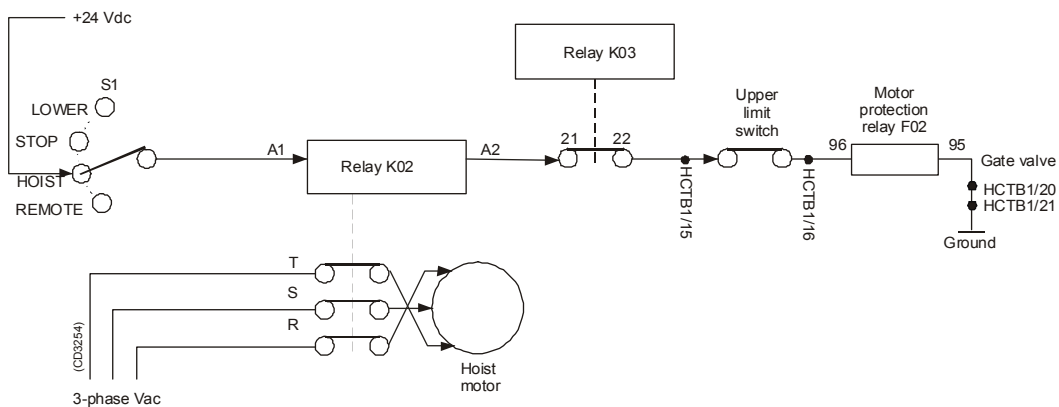 +24 Vdc
S1
LOWER
STOP
HOIST
REMOTE
A1
Relay K02
A2
Relay K03
21
22
HCTB1/15
Upper
limit
switch
HCTB1/16
Motor
protection
relay F02
96
95
Gate valve
HCTB1/20
HCTB1/21
Ground
T
S
R
(CD3254)
3-phase Vac
Hoist
motor